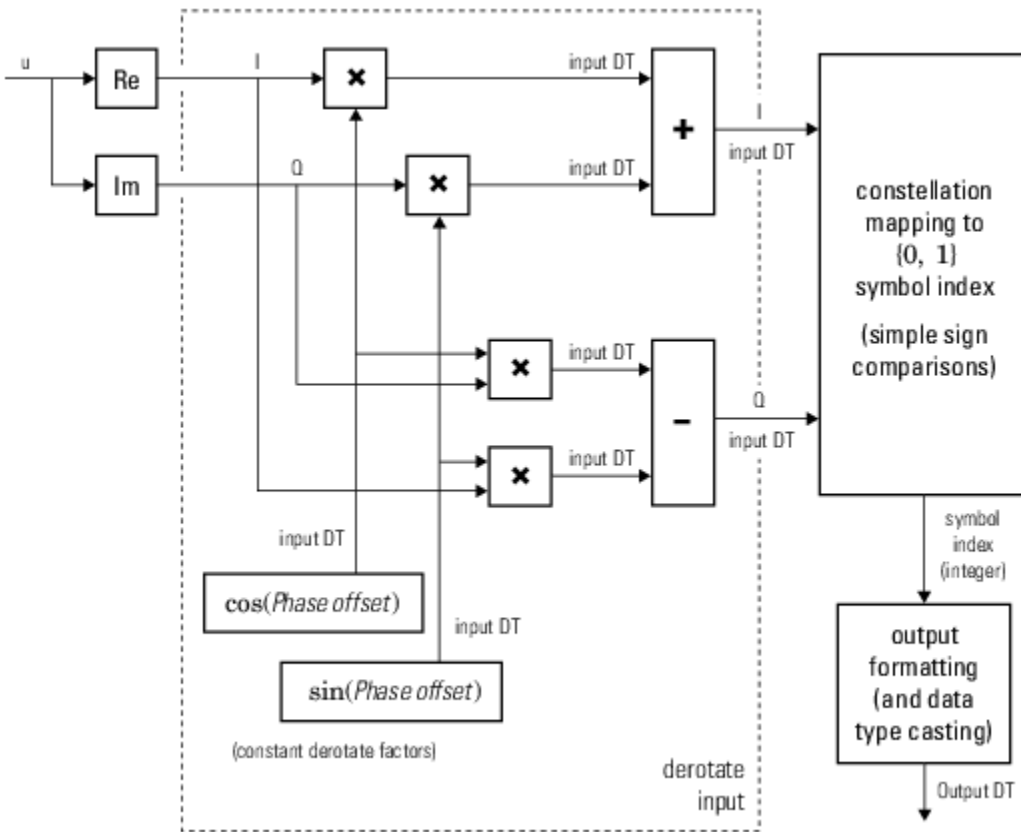 u
Re
I
×
input DT
+
I
input DT
Im
Q
×
input DT
constellation
mapping to
{0, 1}
symbol index
(simple sign
comparisons)
×
input DT
−
Q
input DT
×
input DT
input DT
cos(Phase offset)
input DT
sin(Phase offset)
(constant derotate factors)
derotate
input
symbol
index
(integer)
output
formatting
(and data
type casting)
Output DT